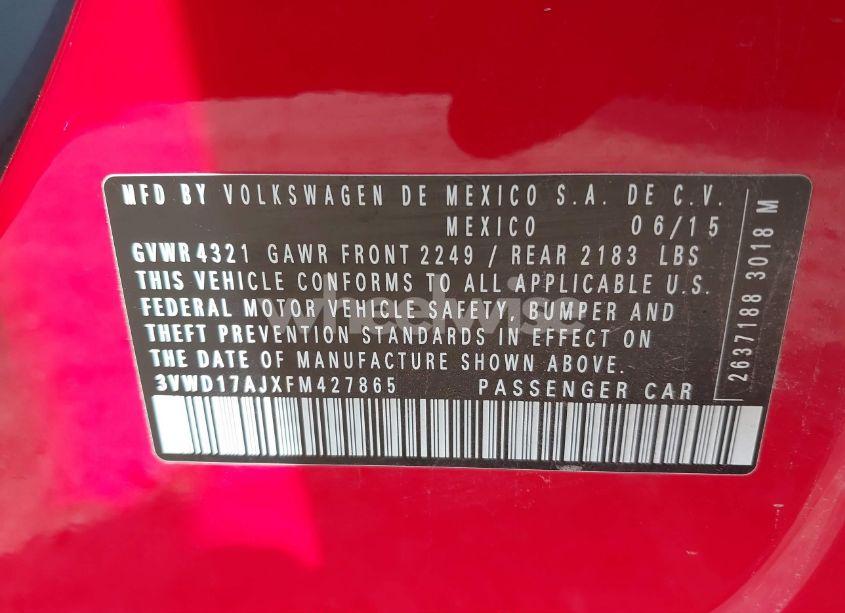 MFD BY VOLKSWAGEN DE MEXICO S.A. DE C.V.
MEXICO 06/15
GVWR 4321 GAWR FRONT 2249 / REAR 2183 LBS
THIS VEHICLE CONFORMS TO ALL APPLICABLE U.S.
FEDERAL MOTOR VEHICLE SAFETY, BUMPER AND
THEFT PREVENTION STANDARDS IN EFFECT ON
THE DATE OF MANUFACTURE SHOWN ABOVE.
3VWD17AJXFM427865 PASSENGER CAR
2637188 3018 M
wheelwise